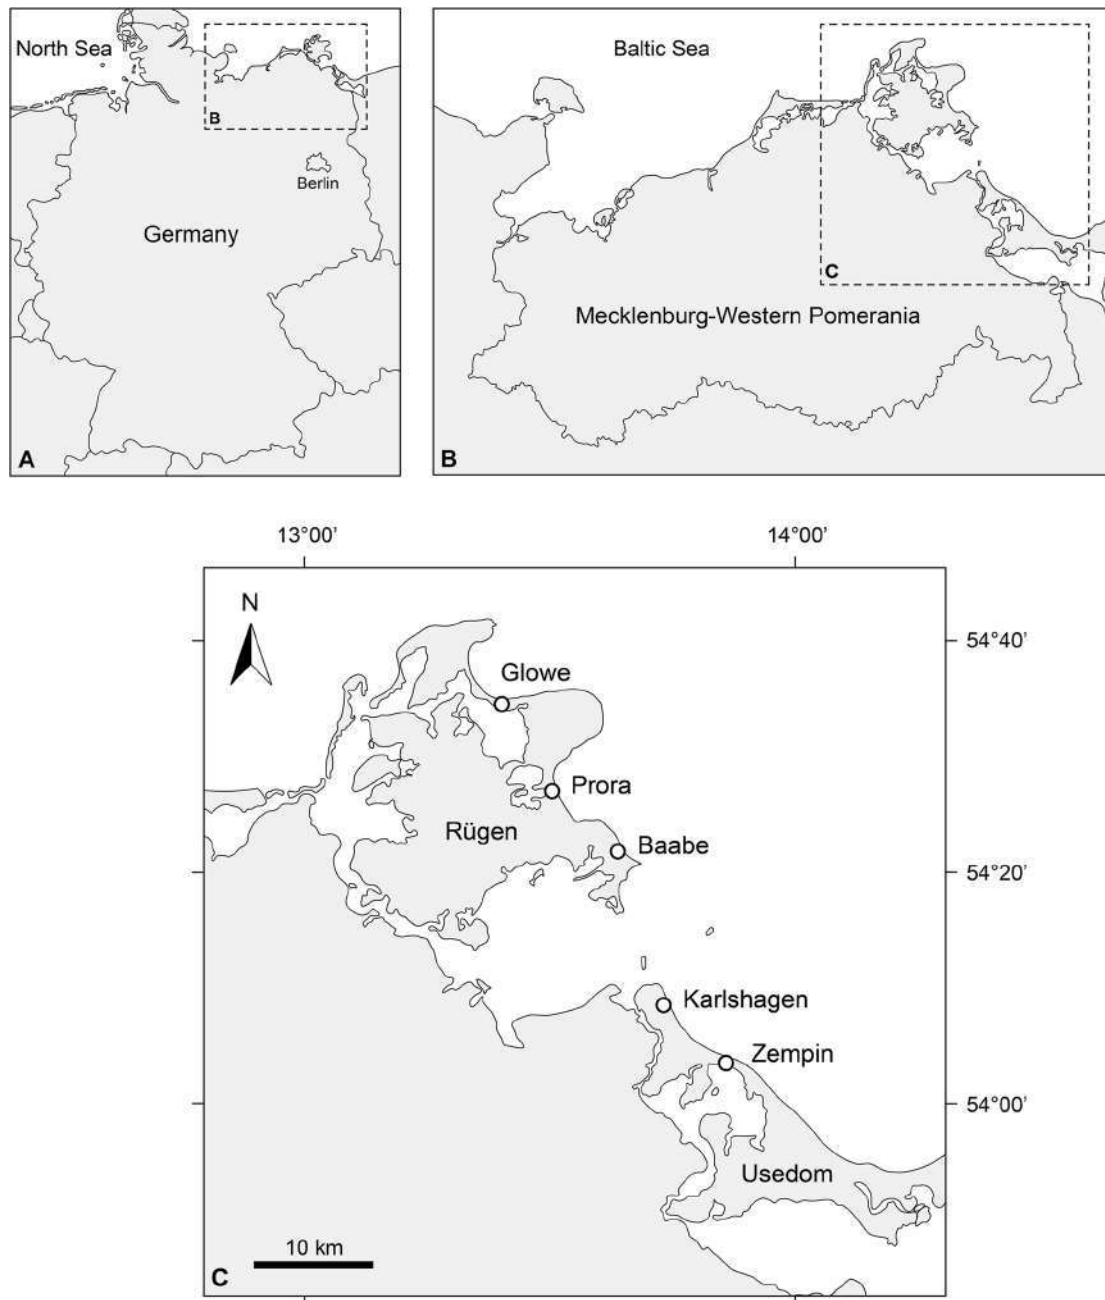 North Sea
B
Berlin
Germany
A
Baltic Sea
C
Mecklenburg-Western Pomerania
B
13°00'
14°00'
N
54°40'
Glowe
Prora
Rügen
Baabe
54°20'
Karlshagen
Zempin
54°00'
Usedom
10 km
C